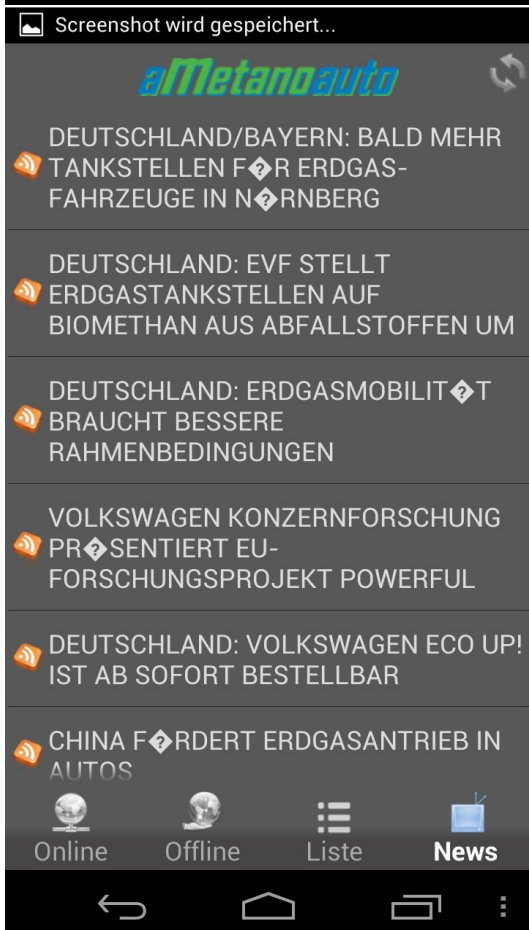 Screenshot wird gespeichert...
aMetanoauto
DEUTSCHLAND/BAYERN: BALD MEHR
TANKSTELLEN F�R ERDGAS-
FAHRZEUGE IN N�RNBERG
DEUTSCHLAND: EVF STELLT
ERDGASTANKSTELLEN AUF
BIOMETHAN AUS ABFALLSTOFFEN UM
DEUTSCHLAND: ERDGASMOBILIT�T
BRAUCHT BESSERE
RAHMENBEDINGUNGEN
VOLKSWAGEN KONZERNFORSCHUNG
PR�SENTIERT EU-
FORSCHUNGSPROJEKT POWERFUL
DEUTSCHLAND: VOLKSWAGEN ECO UP!
IST AB SOFORT BESTELLBAR
CHINA F�RDERT ERDGASANTRIEB IN
AUTOS
Online Offline Liste News